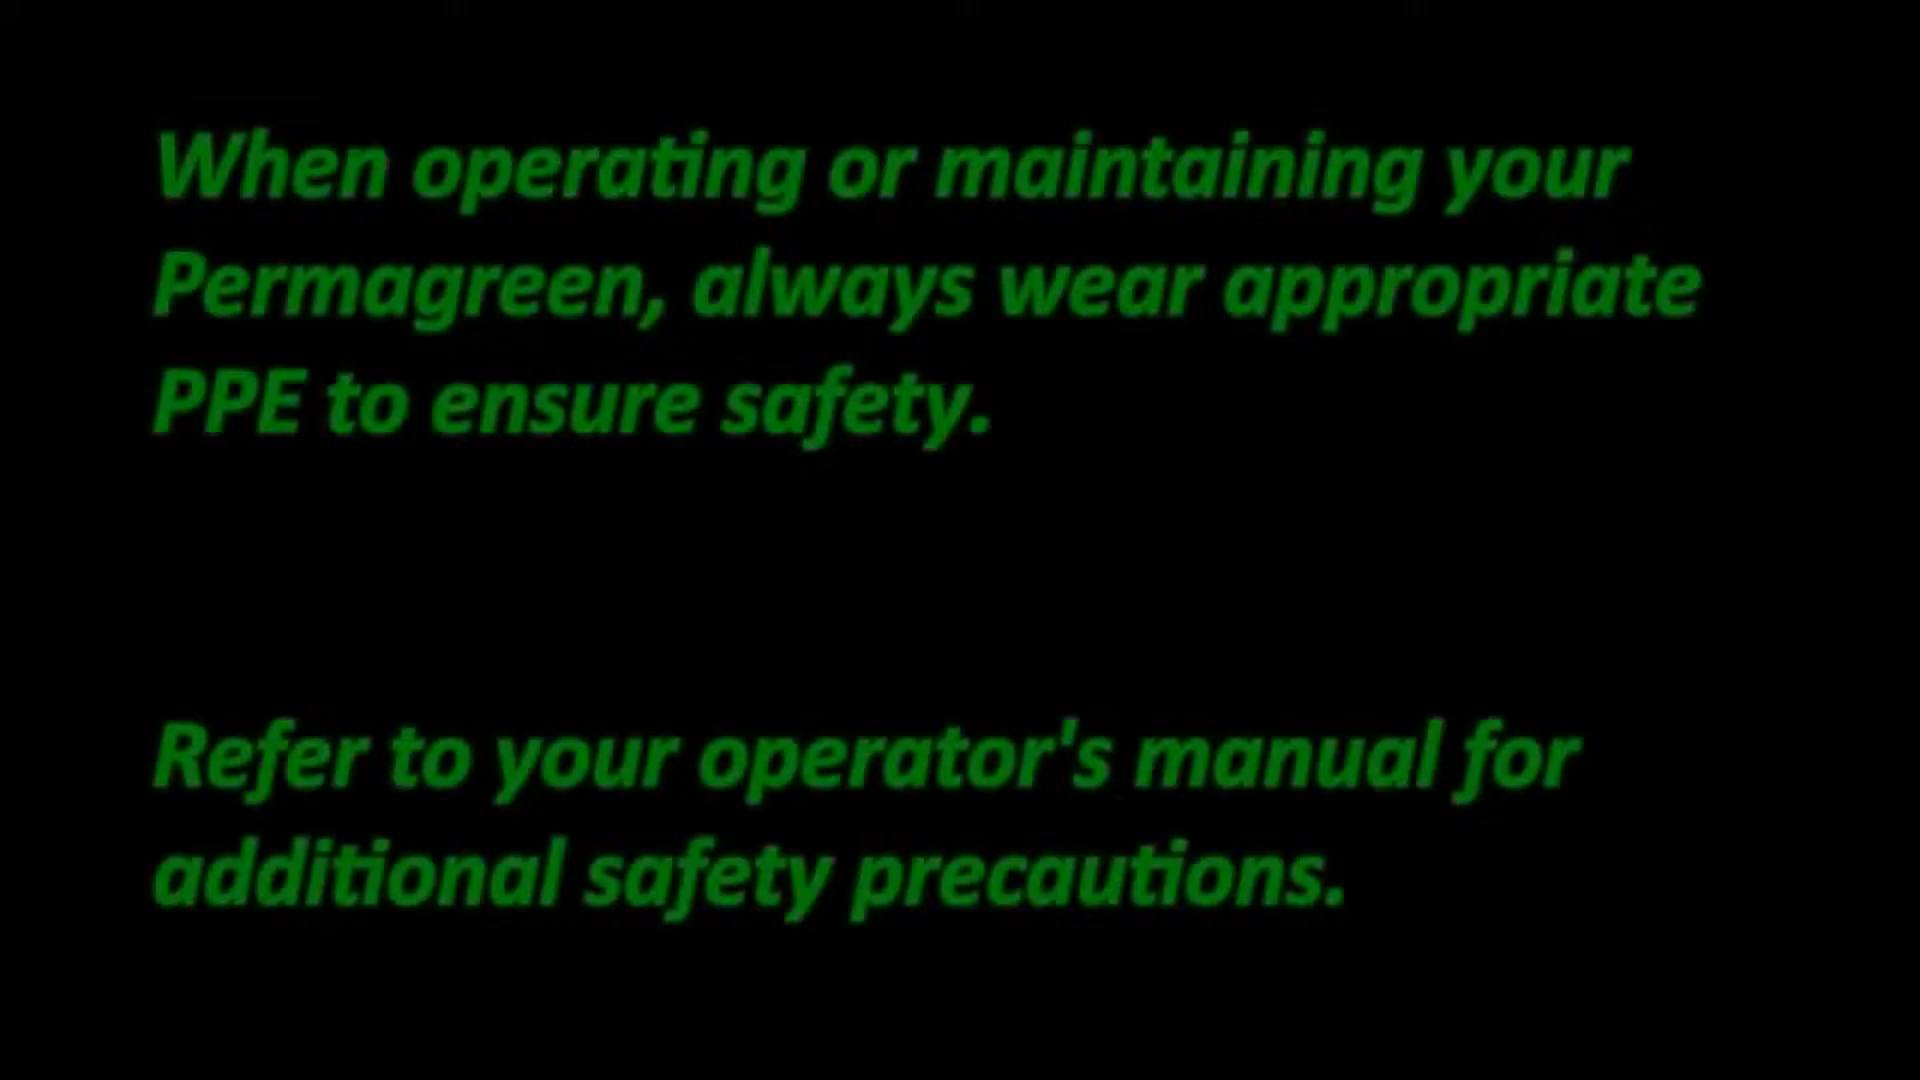 When operating or maintaining your
Permagreen, always wear appropriate
PPE to ensure safety.
Refer to your operator's manual for
additional safety precautions.